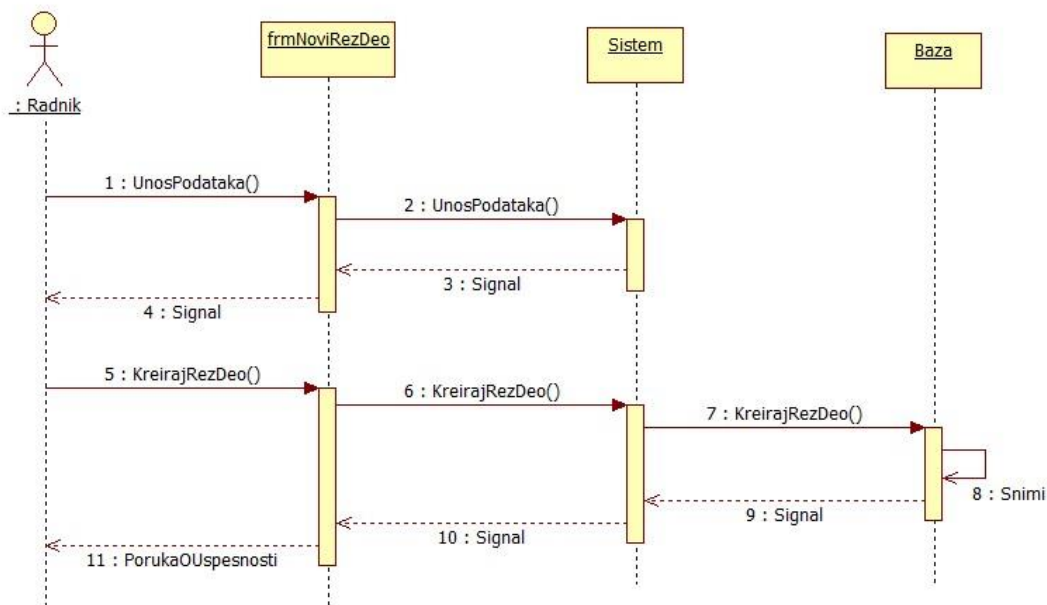 frmNoviRezDeo
Sistem
Baza
: Radnik
1 : UnosPodataka()
2 : UnosPodataka()
3 : Signal
4 : Signal
5 : KreirajRezDeo()
6 : KreirajRezDeo()
7 : KreirajRezDeo()
8 : Snimi
9 : Signal
10 : Signal
11 : PorukaOUspesnosti